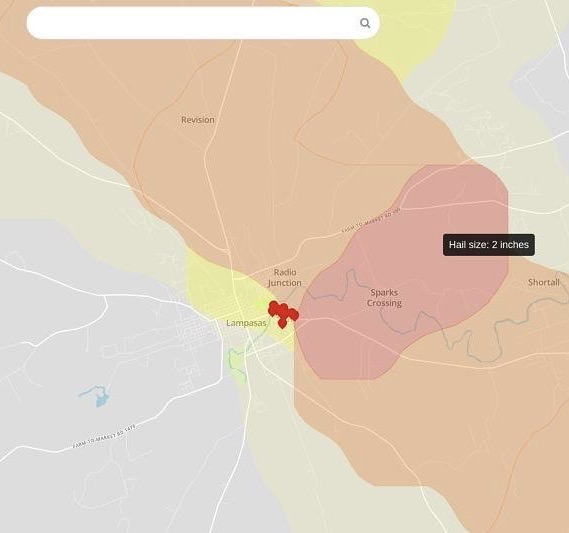 Revision
FARM-TO-MARKET RD 580
Hail size: 2 inches
Radio
Junction
Sparks
Crossing
Shortall
Lampasas
FARM-TO-MARKET RD 1478